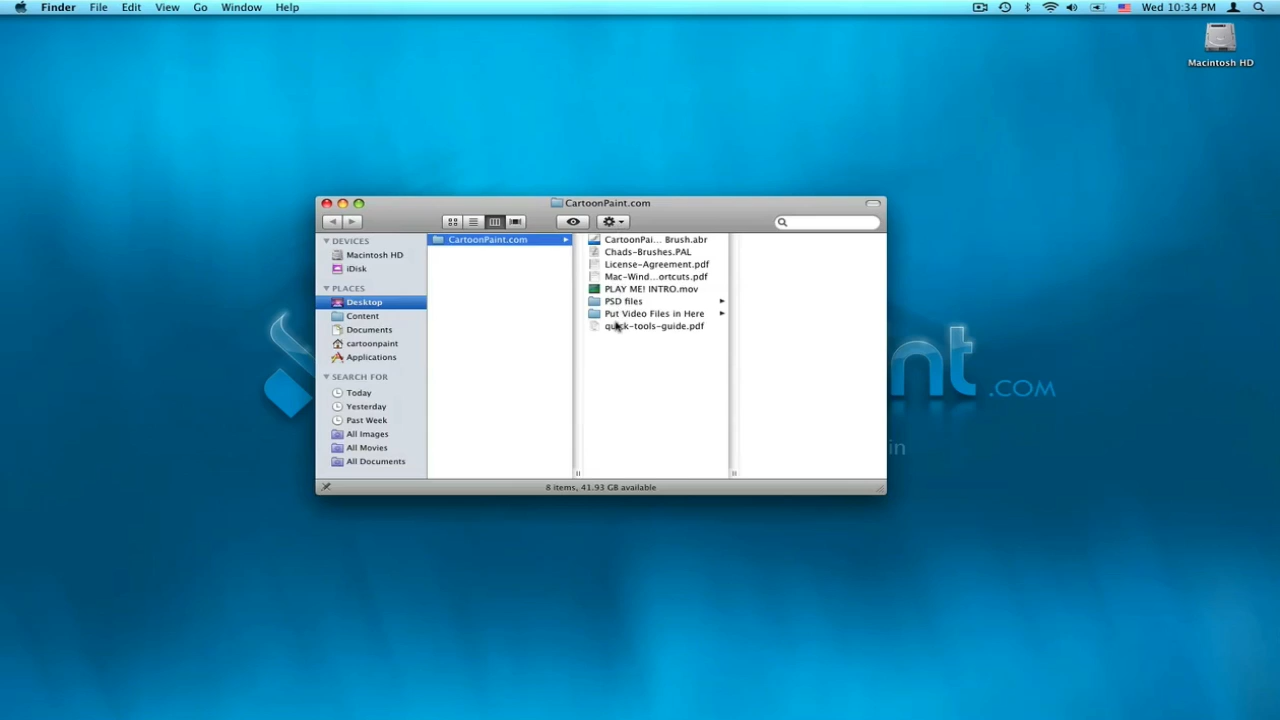 Finder File Edit View Go Window Help Wed 10:34 PM
Macintosh HD
CartoonPaint.com
DEVICES
Macintosh HD
iDisk
PLACES
Desktop
Content
Documents
cartoonpaint
Applications
SEARCH FOR
Today
Yesterday
Past Week
All Images
All Movies
All Documents
CartoonPaint.com
CartoonPai... Brush.abr
Chads-Brushes.PAL
License-Agreement.pdf
Mac-Wind...ortcuts.pdf
PLAY ME! INTRO.mov
PSD files
Put Video Files in Here
quick-tools-guide.pdf
8 items, 41.93 GB available
nt .COM
in